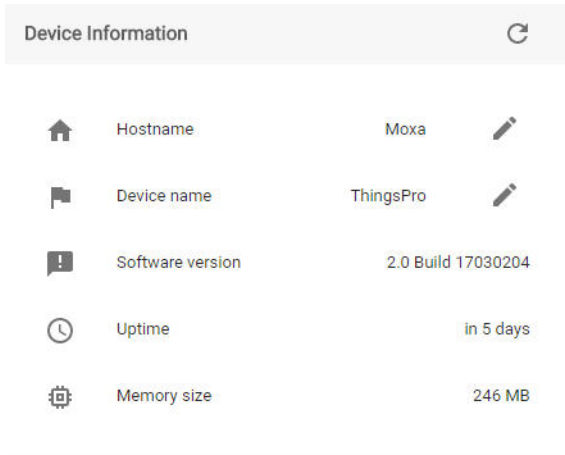 Device Information
Hostname Moxa
Device name ThingsPro
Software version 2.0 Build 17030204
Uptime in 5 days
Memory size 246 MB